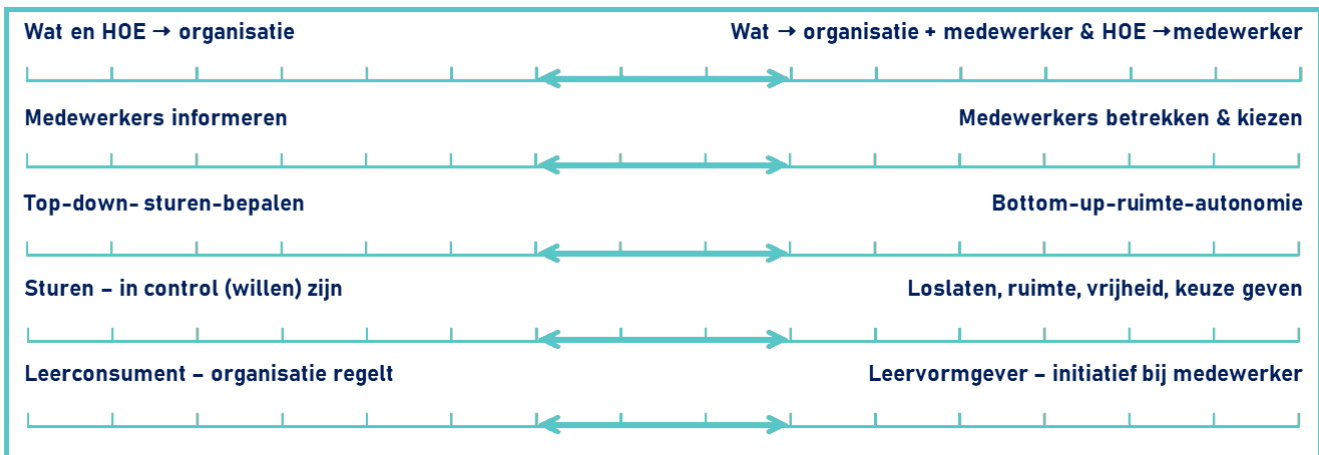 Wat en HOE → organisatie
Wat → organisatie + medewerker & HOE →medewerker
Medewerkers informeren
Medewerkers betrekken & kiezen
Top-down- sturen-bepalen
Bottom-up-ruimte-autonomie
Sturen – in control (willen) zijn
Loslaten, ruimte, vrijheid, keuze geven
Leerconsument – organisatie regelt
Leervormgever – initiatief bij medewerker